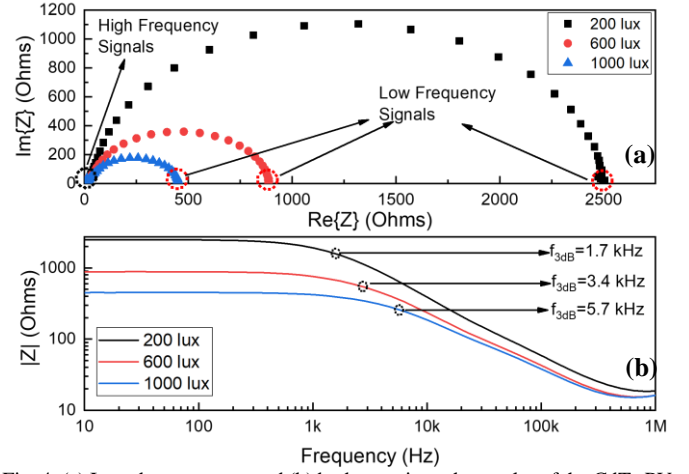 1200
1000
800
600
400
200
0
Im{Z} (Ohms)
High Frequency
Signals
Low Frequency
Signals
200 lux
600 lux
1000 lux
(a)
0 500 1000 1500 2000 2500
Re{Z} (Ohms)
1000
100
10
|Z| (Ohms)
f3dB=1.7 kHz
f3dB=3.4 kHz
f3dB=5.7 kHz
200 lux
600 lux
1000 lux
(b)
10 100 1k 10k 100k 1M
Frequency (Hz)